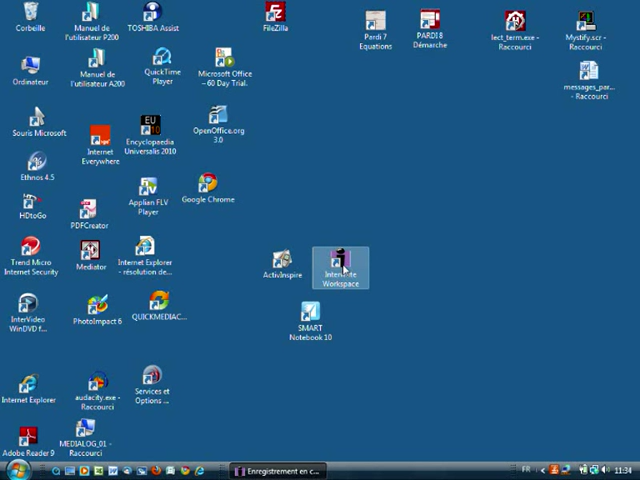 Corbeille
Manuel de
l'utilisateur P200
TOSHIBA Assist
FileZilla
Pardi 7
Equations
PARDI8
Démarche
lect_term.exe -
Raccourci
Mystify.scr -
Raccourci
Ordinateur
Manuel de
l'utilisateur A200
QuickTime
Player
Microsoft Office
– 60 Day Trial.
messages_par...
- Raccourci
Souris Microsoft
Internet
Everywhere
EU
10
Encyclopaedia
Universalis 2010
OpenOffice.org
3.0
Ethnos 4.5
HDtoGo
PDFCreator
Applian FLV
Player
Google Chrome
Trend Micro
Internet Security
Mediator
Internet Explorer
- résolution de...
ActivInspire
Workspace
InterVideo
WinDVD f...
PhotoImpact 6
QUICKMEDIAC...
SMART
Notebook 10
Internet Explorer
audacity.exe -
Raccourci
Services et
Options ...
Adobe Reader 9
MEDIALOG_01 -
Raccourci
Enregistrement en c...
FR
11:34